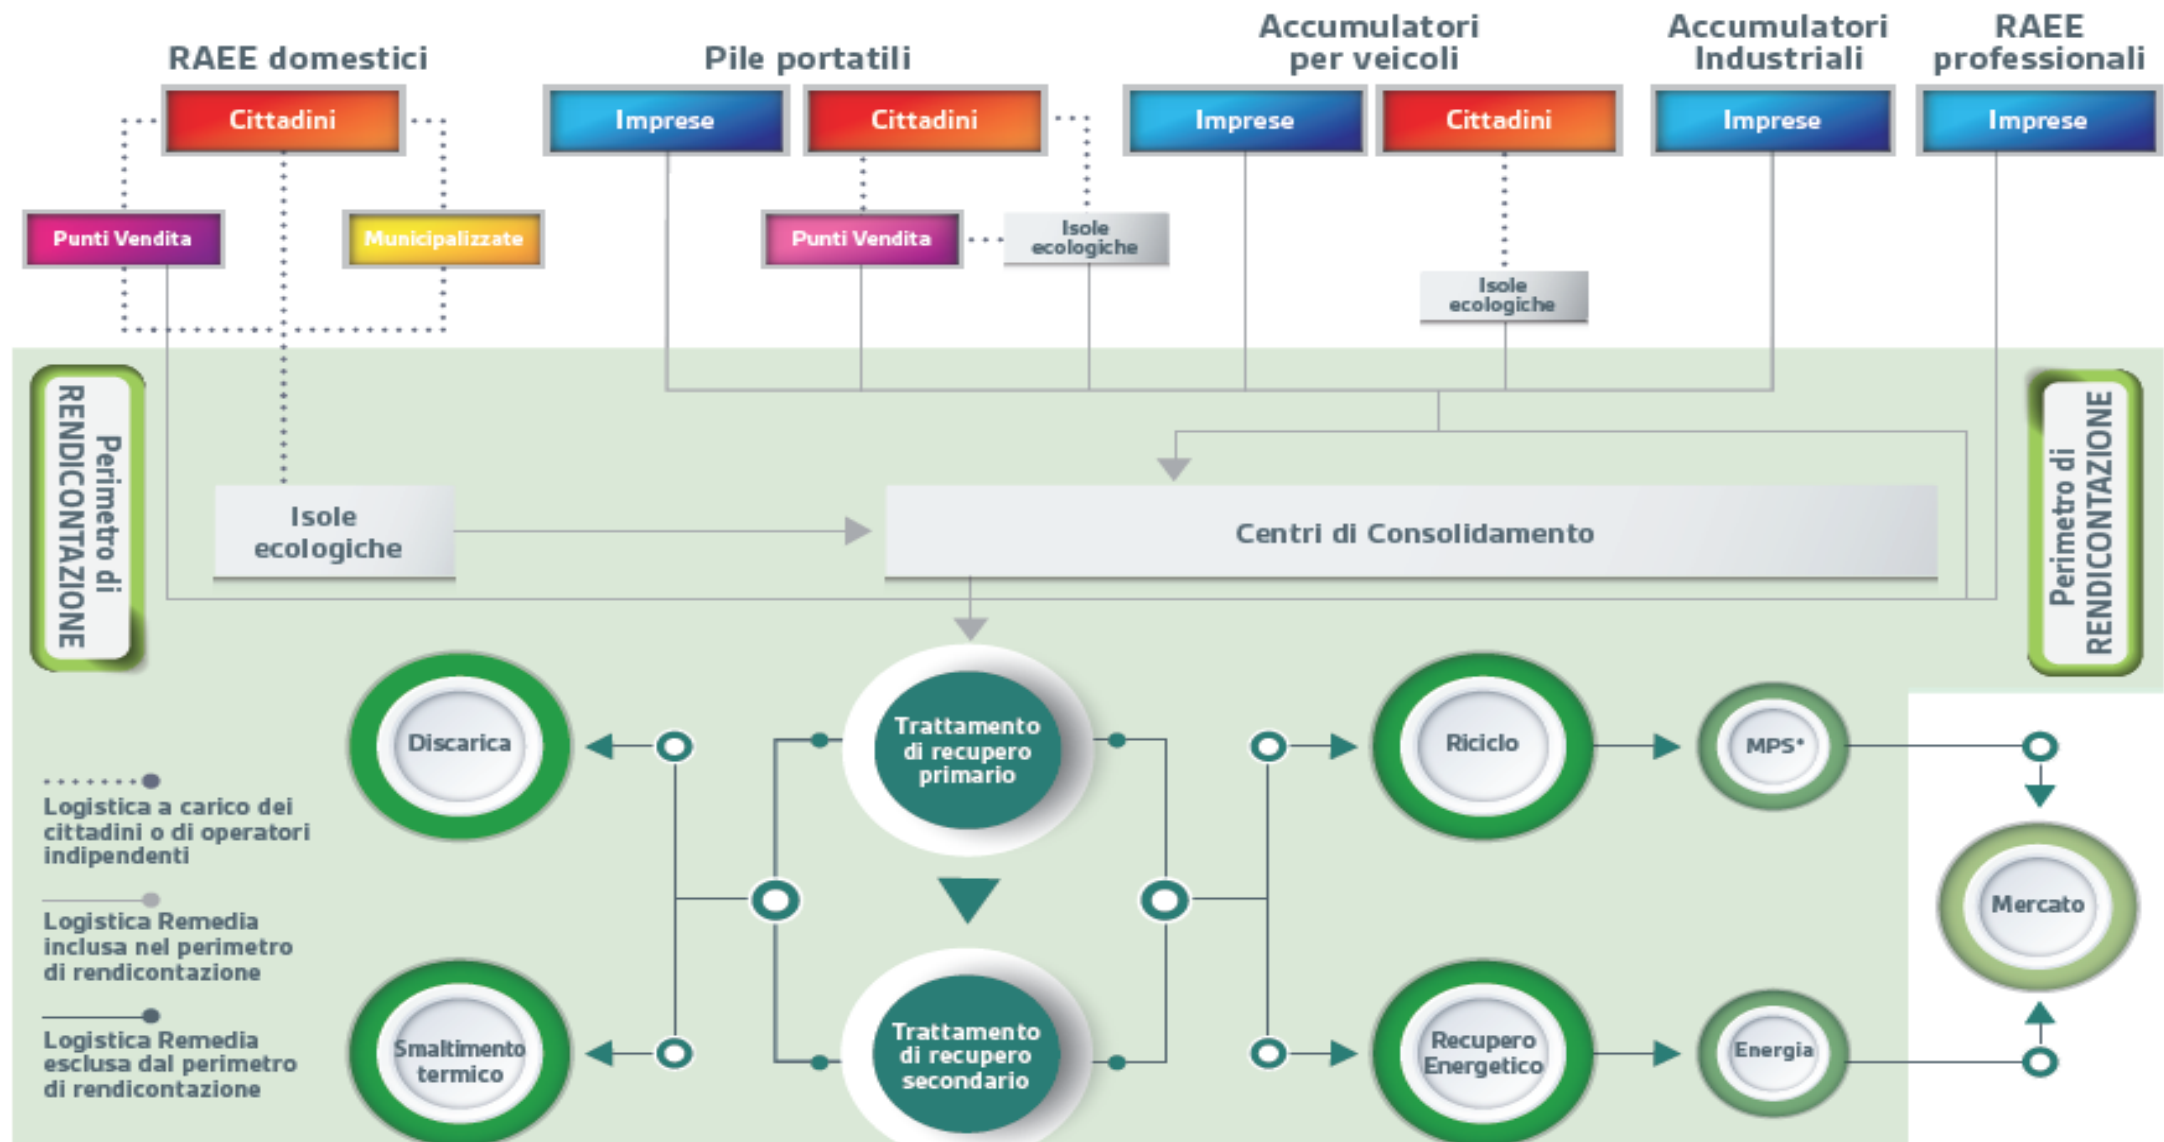 RAEE domestici
Pile portatili
Accumulatori
per veicoli
Accumulatori
Industriali
RAEE
professionali
Cittadini
Imprese
Cittadini
Imprese
Cittadini
Imprese
Imprese
Punti Vendita
Municipalizzate
Punti Vendita
Isole
ecologiche
Isole
ecologiche
Perimetro di
RENDICONTAZIONE
Perimetro di
RENDICONTAZIONE
Isole
ecologiche
Centri di Consolidamento
Discarica
Trattamento
di recupero
primario
Riciclo
MPS*
Mercato
Logistica a carico dei
cittadini o di operatori
indipendenti
Logistica Remedia
inclusa nel perimetro
di rendicontazione
Logistica Remedia
esclusa dal perimetro
di rendicontazione
Smaltimento
termico
Trattamento
di recupero
secondario
Recupero
Energetico
Energia